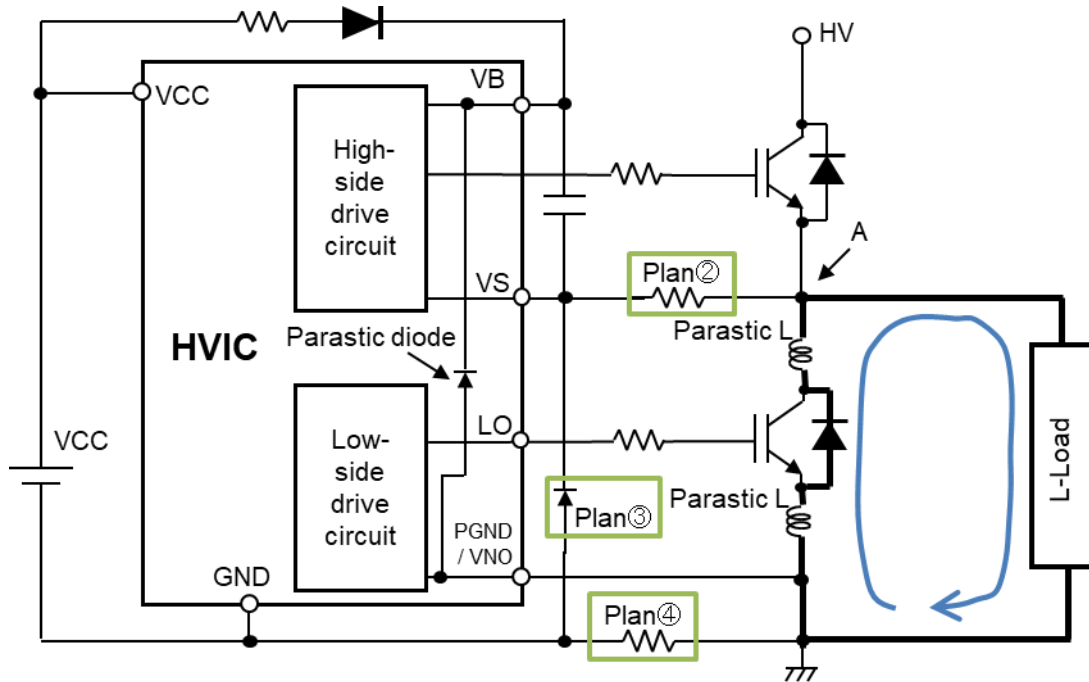 HV
VCC
VB
High-
side
drive
circuit
A
VS
Plan②
Parastic L
HVIC
Parastic diode
VCC
LO
Low-
side
drive
circuit
Parastic L
Plan③
PGND
/ VNO
GND
Plan④
L-Load